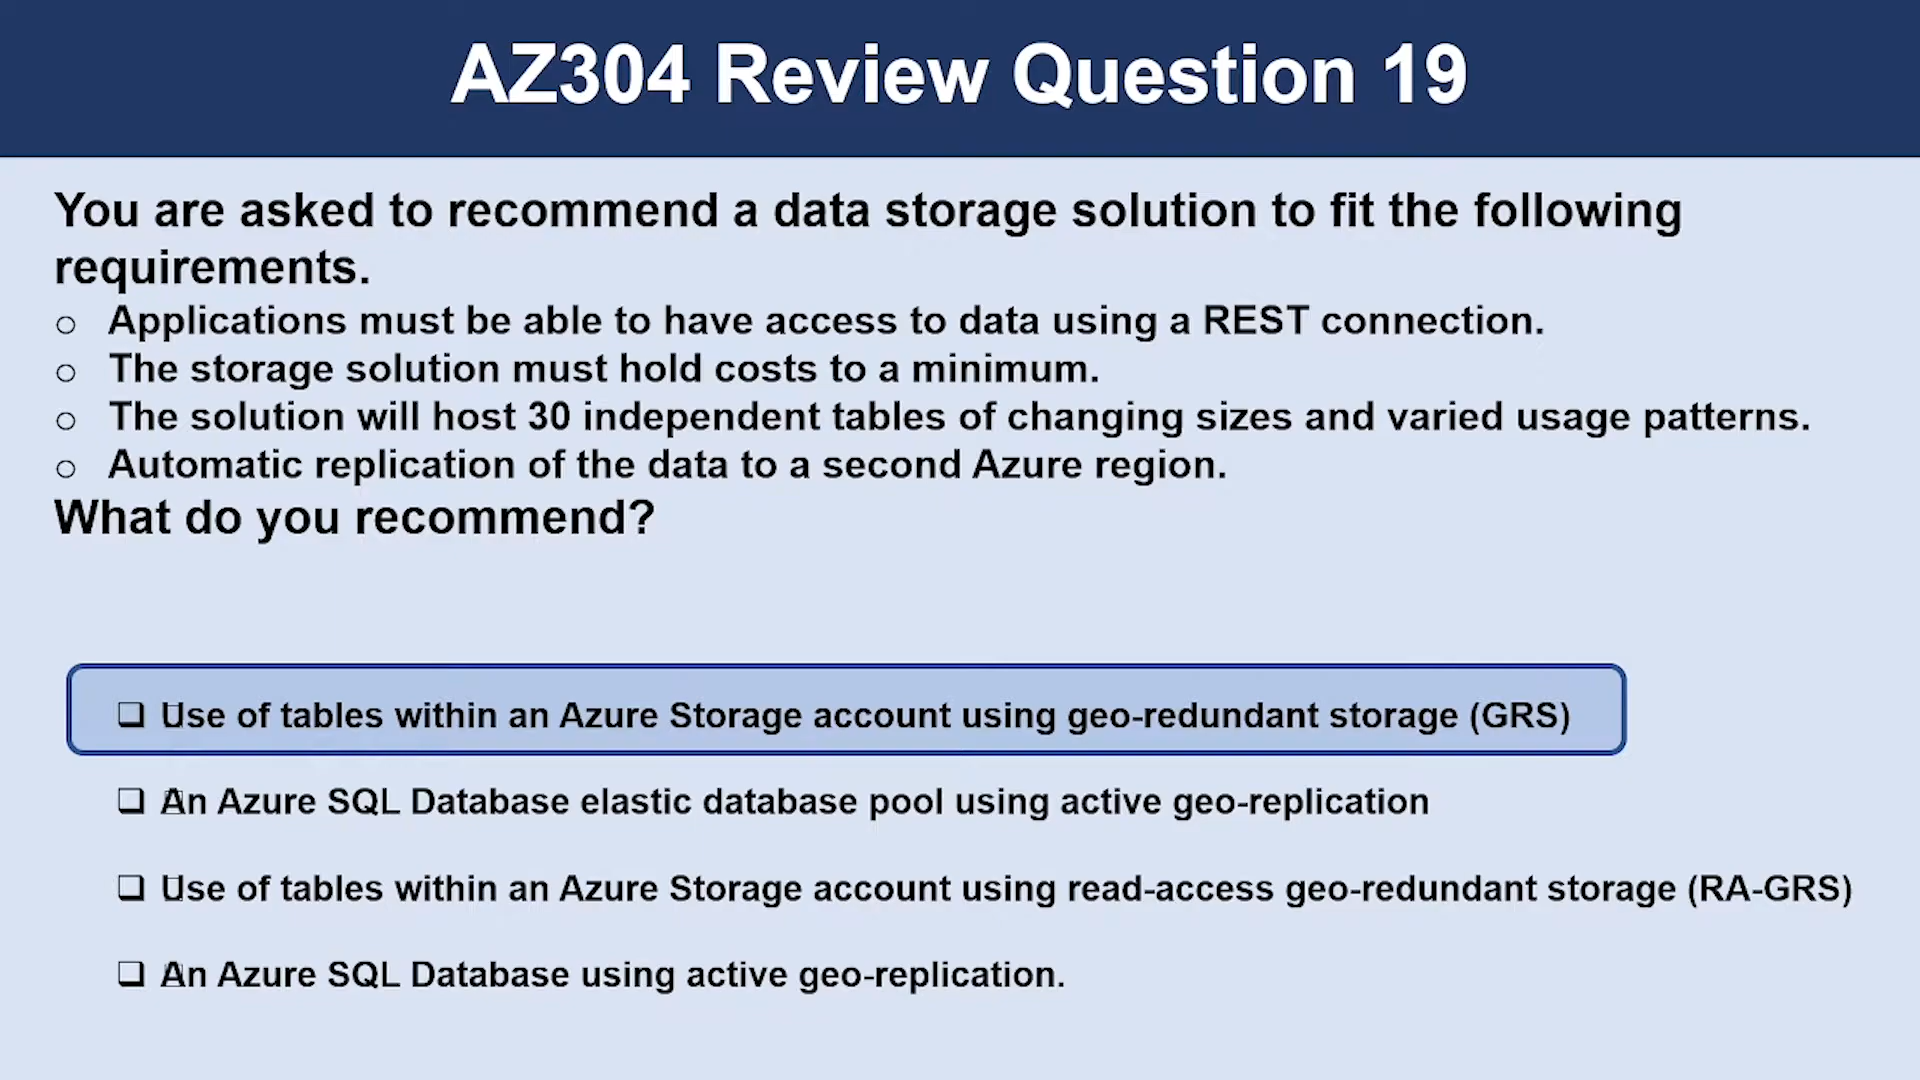 AZ304 Review Question 19
You are asked to recommend a data storage solution to fit the following
requirements.
o Applications must be able to have access to data using a REST connection.
o The storage solution must hold costs to a minimum.
o The solution will host 30 independent tables of changing sizes and varied usage patterns.
o Automatic replication of the data to a second Azure region.
What do you recommend?
❑ Use of tables within an Azure Storage account using geo-redundant storage (GRS)
❑ An Azure SQL Database elastic database pool using active geo-replication
❑ Use of tables within an Azure Storage account using read-access geo-redundant storage (RA-GRS)
❑ An Azure SQL Database using active geo-replication.